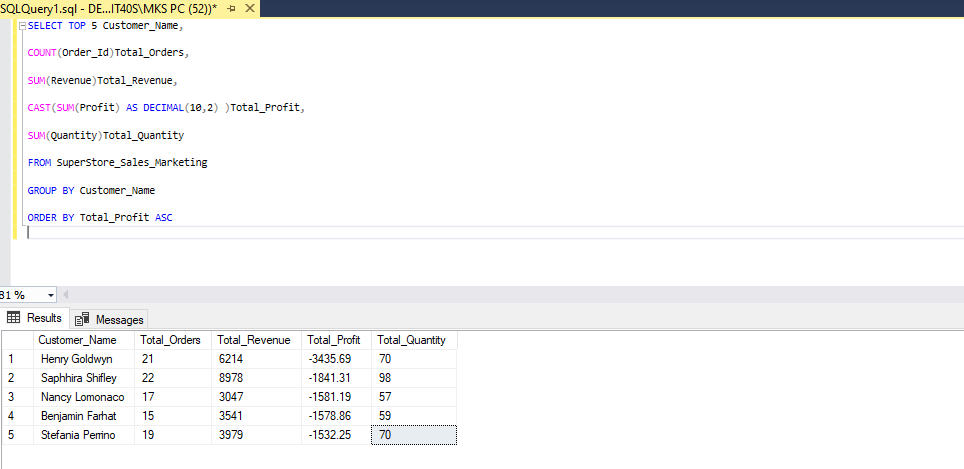 SQLQuery1.sql - DE...IT40S\MKS PC (52))*
SELECT TOP 5 Customer_Name,
COUNT(Order_Id)Total_Orders,
SUM(Revenue)Total_Revenue,
CAST(SUM(Profit) AS DECIMAL(10,2) )Total_Profit,
SUM(Quantity)Total_Quantity
FROM SuperStore_Sales_Marketing
GROUP BY Customer_Name
ORDER BY Total_Profit ASC
81 %
Results Messages
Customer_Name Total_Orders Total_Revenue Total_Profit Total_Quantity
1 Henry Goldwyn 21 6214 -3435.69 70
2 Saphhira Shifley 22 8978 -1841.31 98
3 Nancy Lomonaco 17 3047 -1581.19 57
4 Benjamin Farhat 15 3541 -1578.86 59
5 Stefania Perrino 19 3979 -1532.25 70